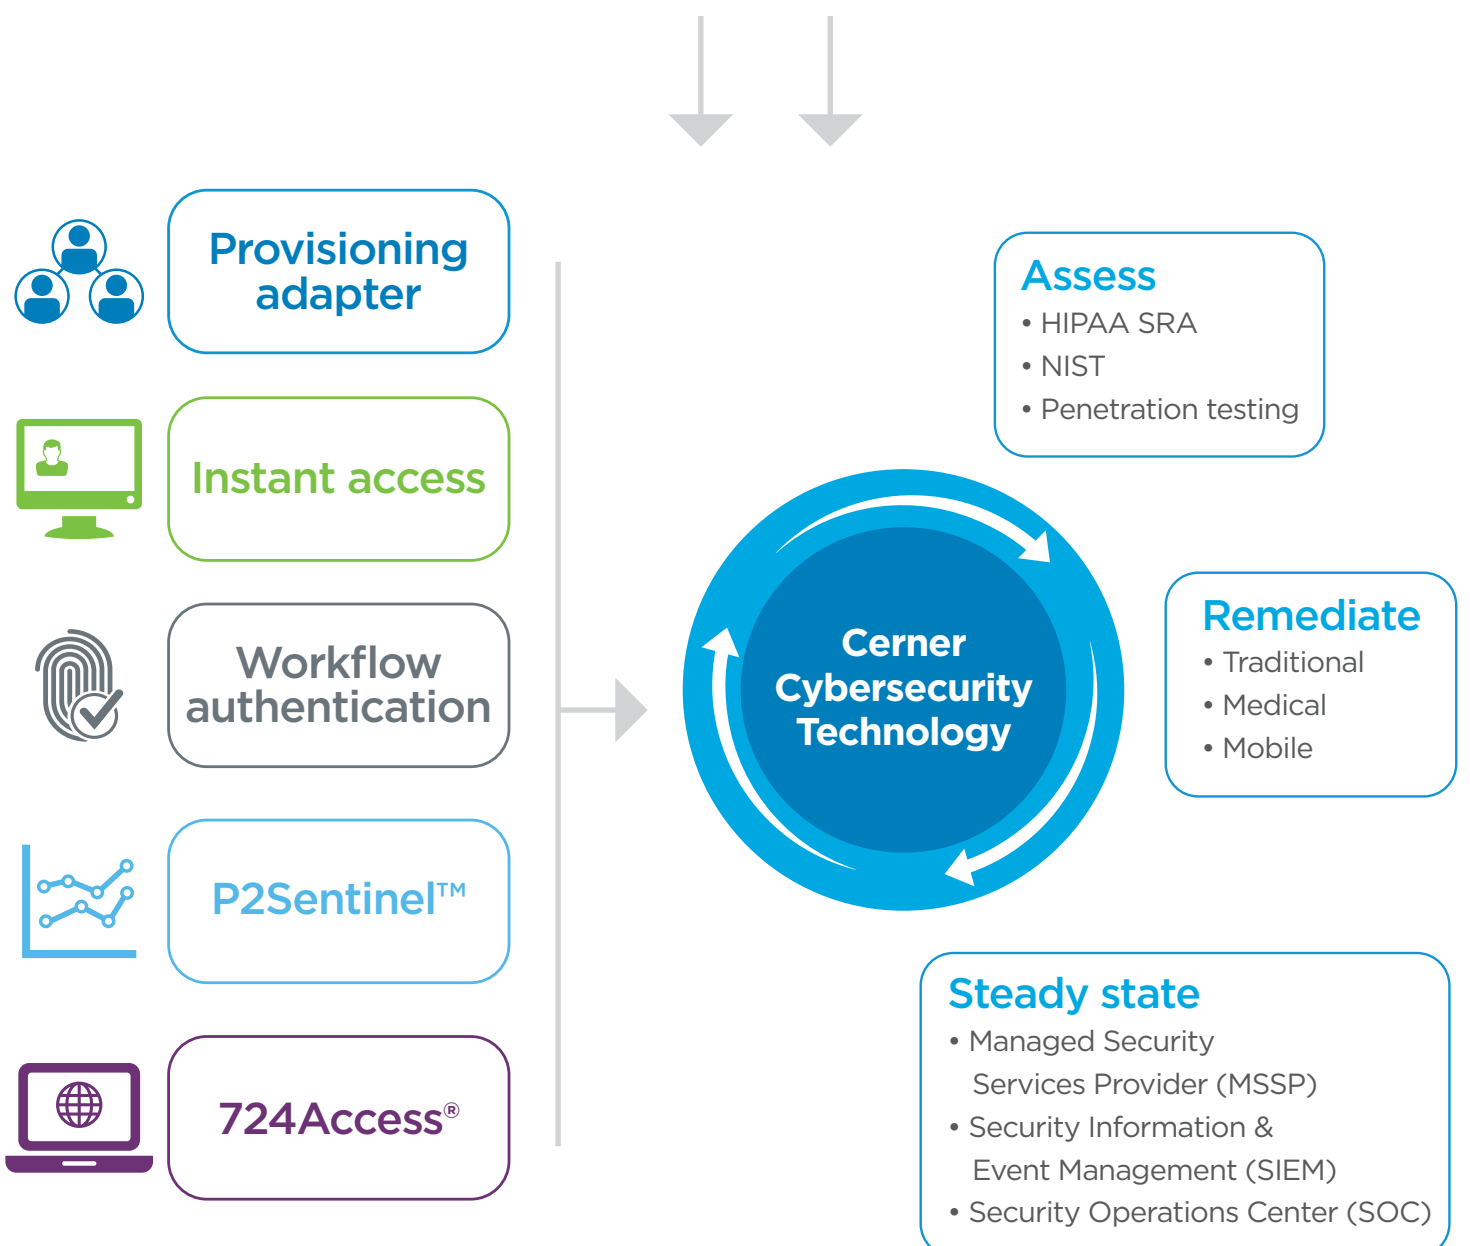 Provisioning
adapter
Instant access
Workflow
authentication
P2Sentinel™
724Access®
Cerner
Cybersecurity
Technology
Assess
• HIPAA SRA
• NIST
• Penetration testing
Remediate
• Traditional
• Medical
• Mobile
Steady state
• Managed Security
Services Provider (MSSP)
• Security Information &
Event Management (SIEM)
• Security Operations Center (SOC)